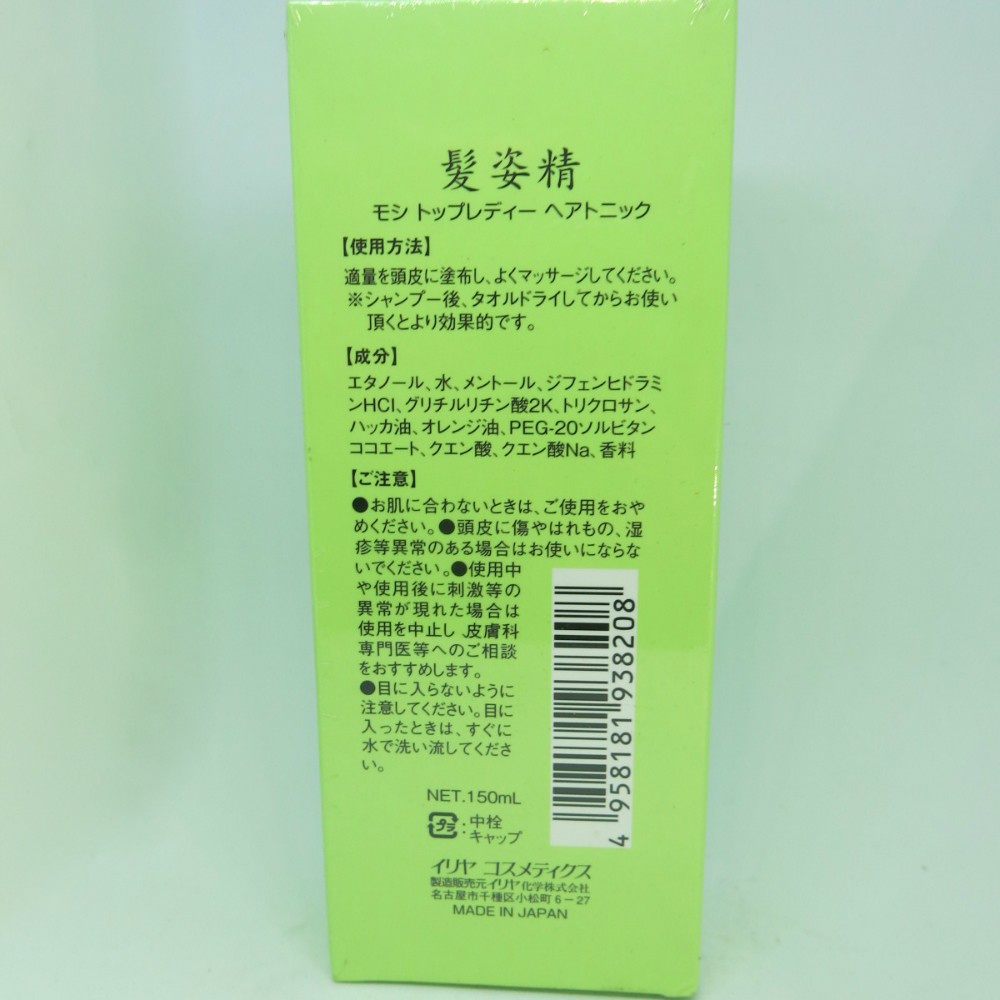 髪姿精
モシ トップレディー ヘアトニック
【使用方法】
適量を頭皮に塗布し、よくマッサージしてください。
※シャンプー後、タオルドライしてからお使い
頂くとより効果的です。
【成分】
エタノール、水、メントール、ジフェンヒドラミ
ンHCl、グリチルリチン酸2K、トリクロサン、
ハッカ油、オレンジ油、PEG-20ソルビタン
ココエート、クエン酸、クエン酸Na、香料
【ご注意】
●お肌に合わないときは、ご使用をおや
めください。●頭皮に傷やはれもの、湿
疹等異常のある場合はお使いにならな
いでください。●使用中
や使用後に刺激等の
異常が現れた場合は
使用を中止し、皮膚科
専門医等へのご相談
をおすすめします。
●目に入らないように
注意してください。目に
入ったときは、すぐに
水で洗い流してくださ
い。
4 958181 938208
NET.150mL
プラ:中栓
キャップ
イリヤ コスメティクス
製造販売元イリヤ化学株式会社
名古屋市千種区小松町6-27
MADE IN JAPAN